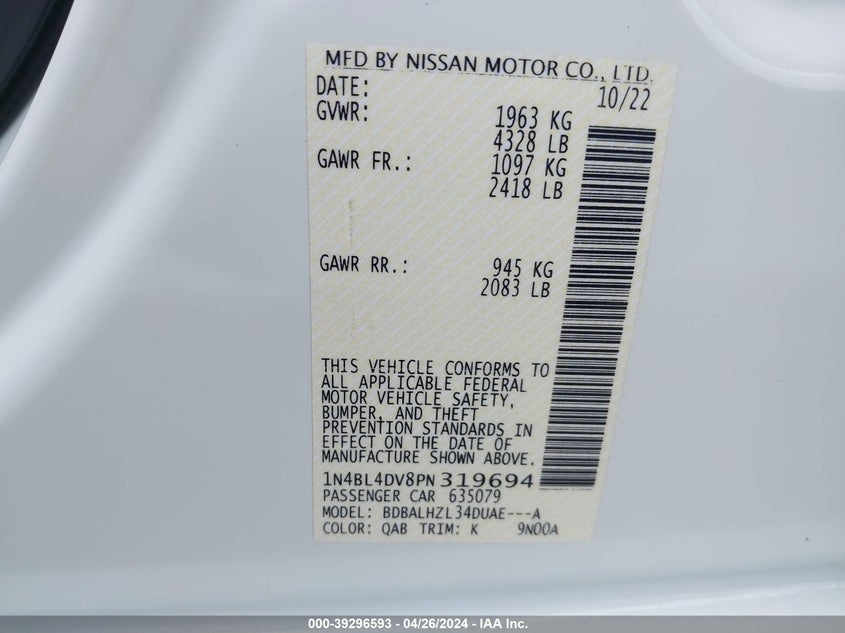 MFD BY NISSAN MOTOR CO., LTD.
DATE: 10/22
GVWR: 1963 KG
4328 LB
GAWR FR.: 1097 KG
2418 LB
GAWR RR.: 945 KG
2083 LB
THIS VEHICLE CONFORMS TO
ALL APPLICABLE FEDERAL
MOTOR VEHICLE SAFETY,
BUMPER, AND THEFT
PREVENTION STANDARDS IN
EFFECT ON THE DATE OF
MANUFACTURE SHOWN ABOVE.
1N4BL4DV8PN319694
PASSENGER CAR 635079
MODEL: BDBALHZL34DUAE---A
COLOR: QAB TRIM: K 9N00A
000-39296593 - 04/26/2024 - IAA Inc.